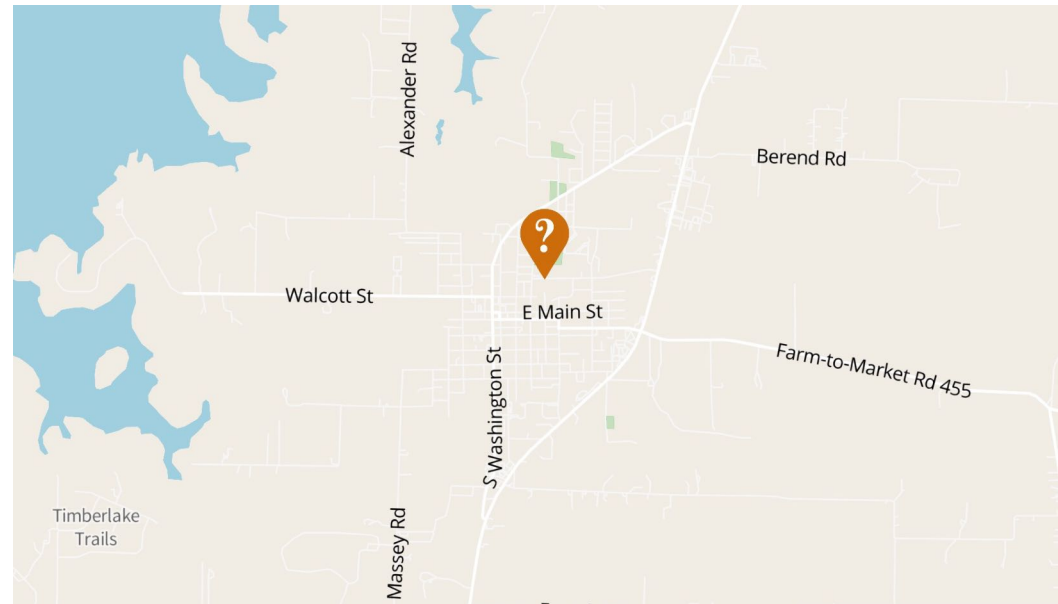 Alexander Rd
Berend Rd
?
Walcott St
E Main St
Farm-to-Market Rd 455
S Washington St
Timberlake
Trails
Massey Rd